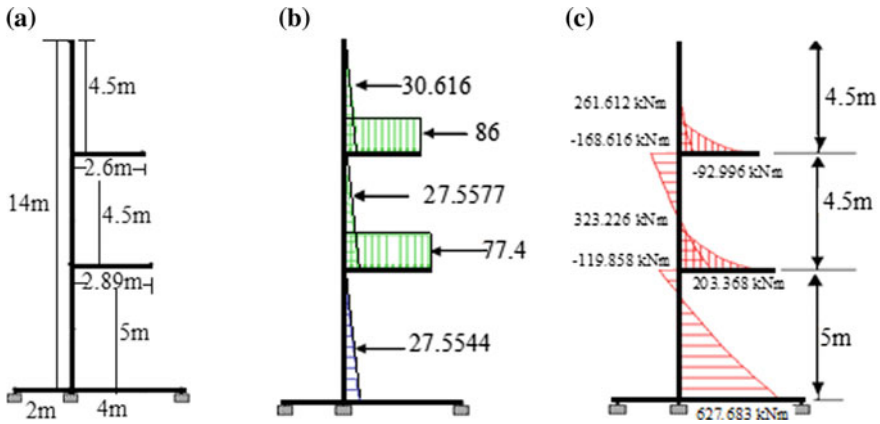 (a)
4.5m
2.6m
14m
4.5m
2.89m
5m
2m
4m
(b)
30.616
86
27.5577
77.4
27.5544
(c)
261.612 kNm
-168.616 kNm
-92.996 kNm
323.226 kNm
-119.858 kNm
203.368 kNm
627.683 kNm
4.5m
4.5m
5m